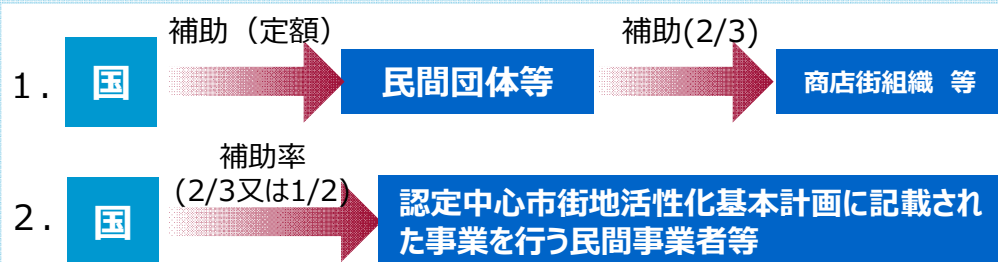 補助（定額）
補助(2/3)
1．
国
民間団体等
商店街組織 等
補助率
(2/3又は1/2)
2．
国
認定中心市街地活性化基本計画に記載され
た事業を行う民間事業者等